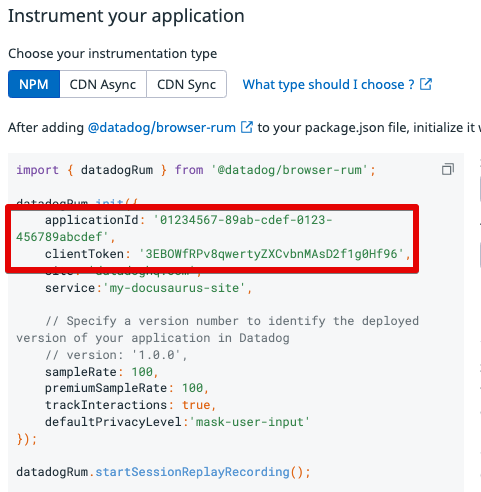 Instrument your application
Choose your instrumentation type
NPM CDN Async CDN Sync What type should I choose ?
After adding @datadog/browser-rum to your package.json file, initialize it
import { datadogRum } from '@datadog/browser-rum';
datadogRum.init({
applicationId: '01234567-89ab-cdef-0123-
456789abcdef',
clientToken: '3EBOWfRPv8qwertyZXCvbnMAsD2f1g0Hf96',
site: 'datadoghq.com',
service:'my-docusaurus-site',
// Specify a version number to identify the deployed
version of your application in Datadog
// version: '1.0.0',
sampleRate: 100,
premiumSampleRate: 100,
trackInteractions: true,
defaultPrivacyLevel:'mask-user-input'
});
datadogRum.startSessionReplayRecording();